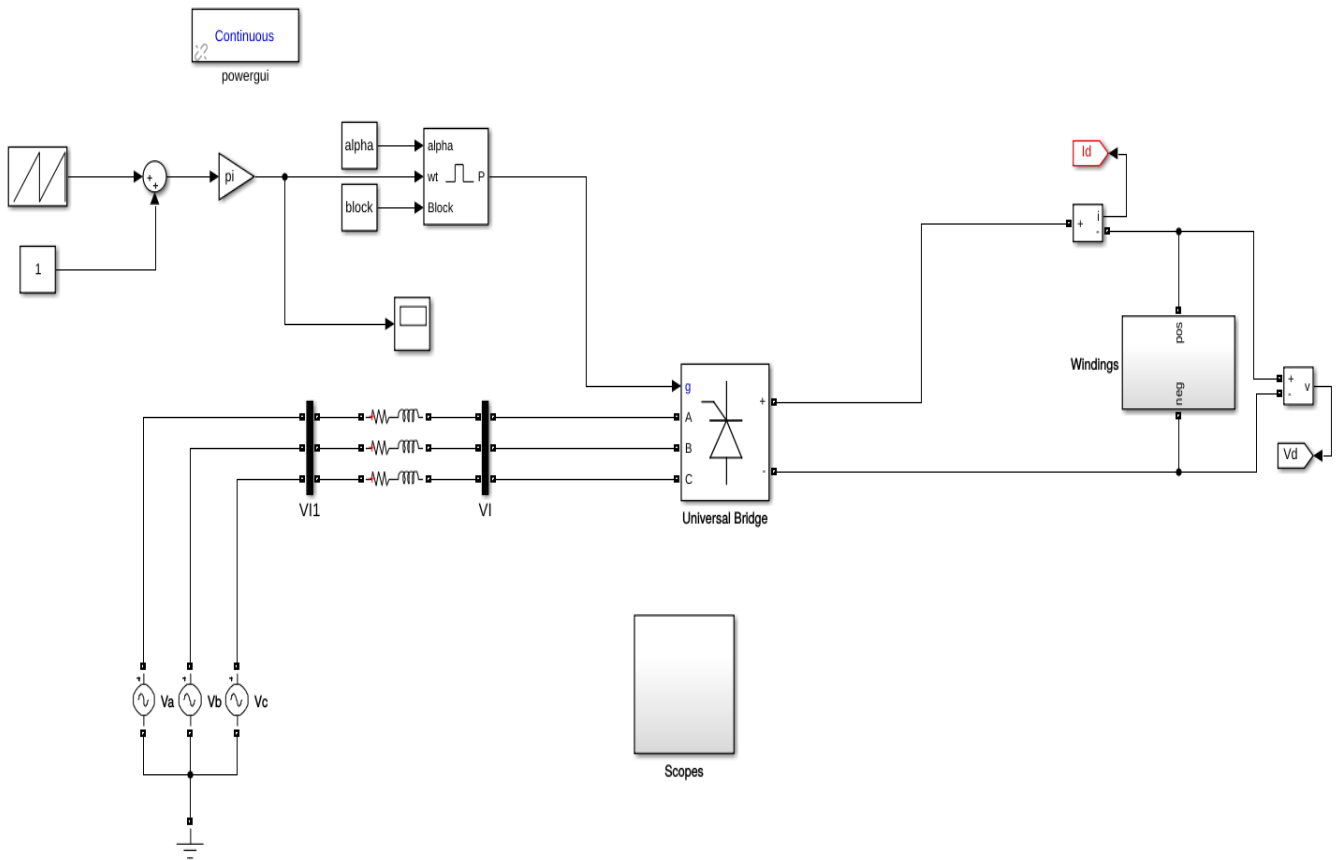 Continuous
powergui
alpha
alpha
Id
+
+
pi
wt
P
block
Block
+
i
-
1
pos
Windings
neg
+
v
-
g
A
+
B
C
-
Vd
VI1
VI
Universal Bridge
+
+
+
Va
Vb
Vc
Scopes